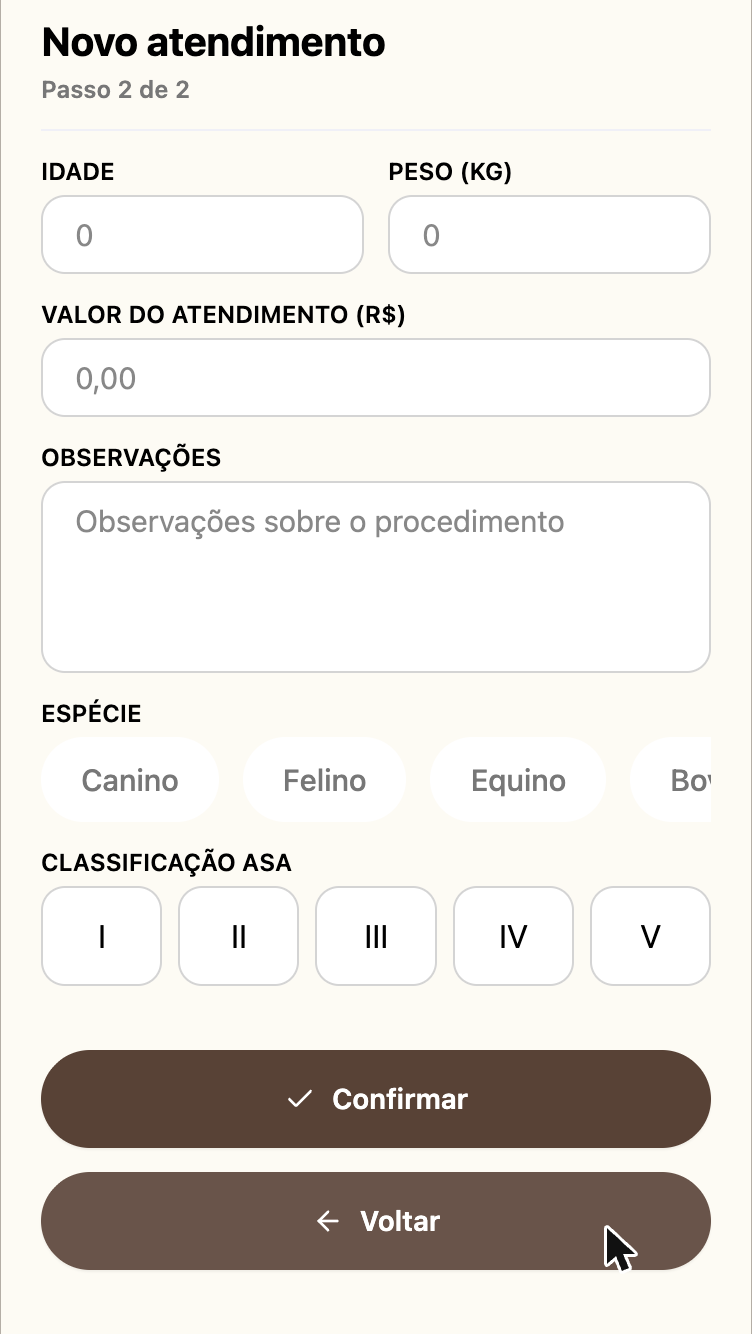 Novo atendimento
Passo 2 de 2
IDADE PESO (KG)
0 0
VALOR DO ATENDIMENTO (R$)
0,00
OBSERVAÇÕES
Observações sobre o procedimento
ESPÉCIE
Canino Felino Equino
CLASSIFICAÇÃO ASA
I II III IV V
Confirmar
Voltar